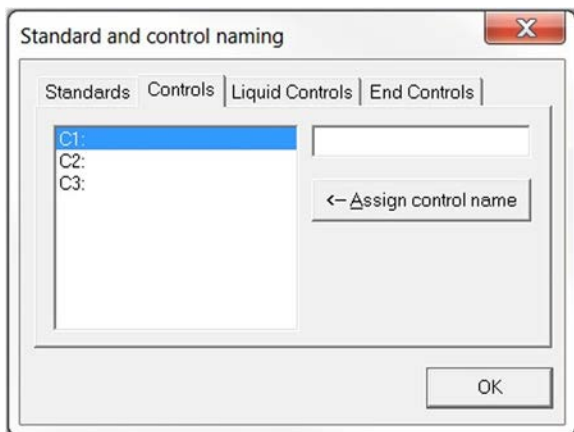 Standard and control naming
Standards Controls Liquid Controls End Controls
C1:
C2:
C3:
<– Assign control name
OK